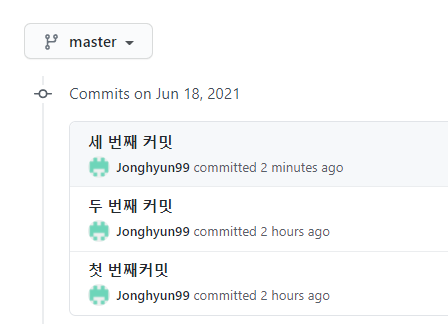 master
Commits on Jun 18, 2021
세 번째 커밋
Jonghyun99 committed 2 minutes ago
두 번째 커밋
Jonghyun99 committed 2 hours ago
첫 번째커밋
Jonghyun99 committed 2 hours ago